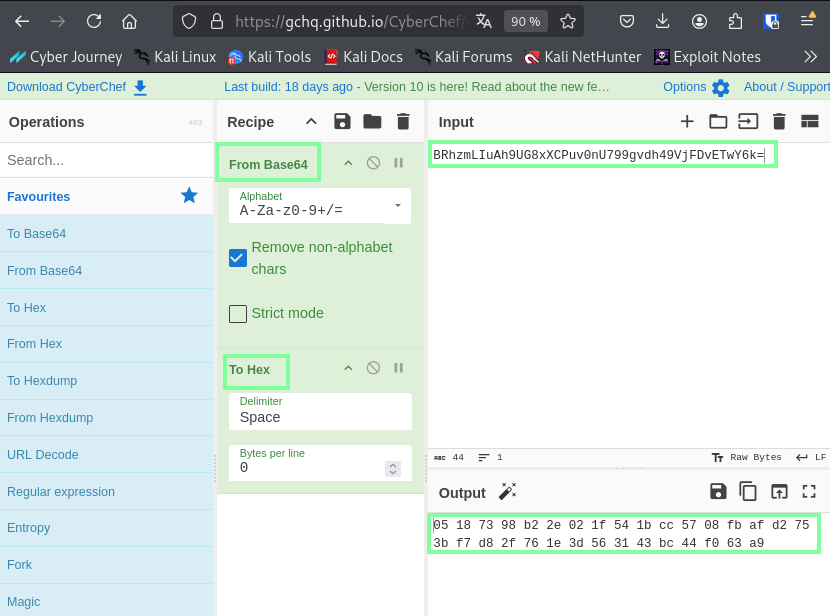 https://gchq.github.io/CyberChef/
90 %
Cyber Journey Kali Linux Kali Tools Kali Docs Kali Forums Kali NetHunter Exploit Notes
Download CyberChef Last build: 18 days ago - Version 10 is here! Read about the new fe… Options About / Support
Operations 463
Search...
Favourites
To Base64
From Base64
To Hex
From Hex
To Hexdump
From Hexdump
URL Decode
Regular expression
Entropy
Fork
Magic
Recipe
From Base64
Alphabet
A-Za-z0-9+/=
Remove non-alphabet
chars
Strict mode
To Hex
Delimiter
Space
Bytes per line
0
Input
BRhzmLIuAh9UG8xXCPuv0nU799gvdh49VjFDvETwY6k=
ABC 44 1 Raw Bytes LF
Output
05 18 73 98 b2 2e 02 1f 54 1b cc 57 08 fb af d2 75
3b f7 d8 2f 76 1e 3d 56 31 43 bc 44 f0 63 a9